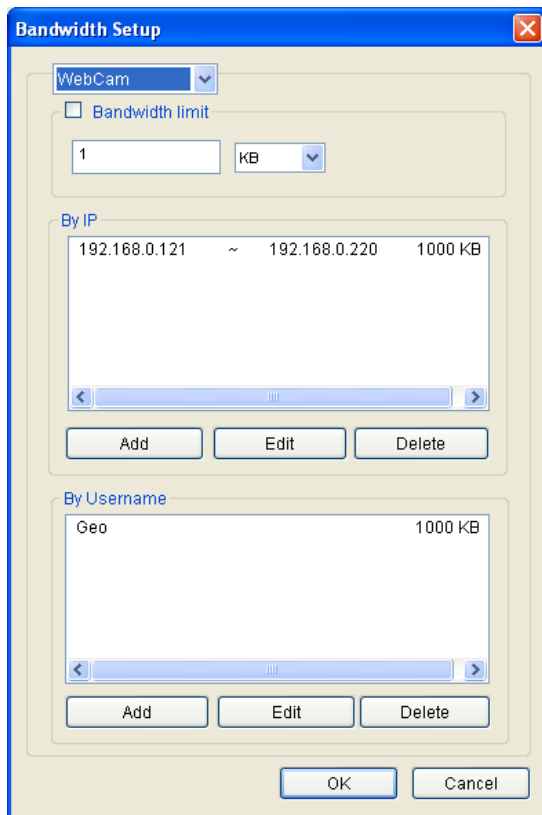 Bandwidth Setup
WebCam
Bandwidth limit
1 KB
By IP
192.168.0.121 ~ 192.168.0.220 1000 KB
Add Edit Delete
By Username
Geo 1000 KB
Add Edit Delete
OK Cancel